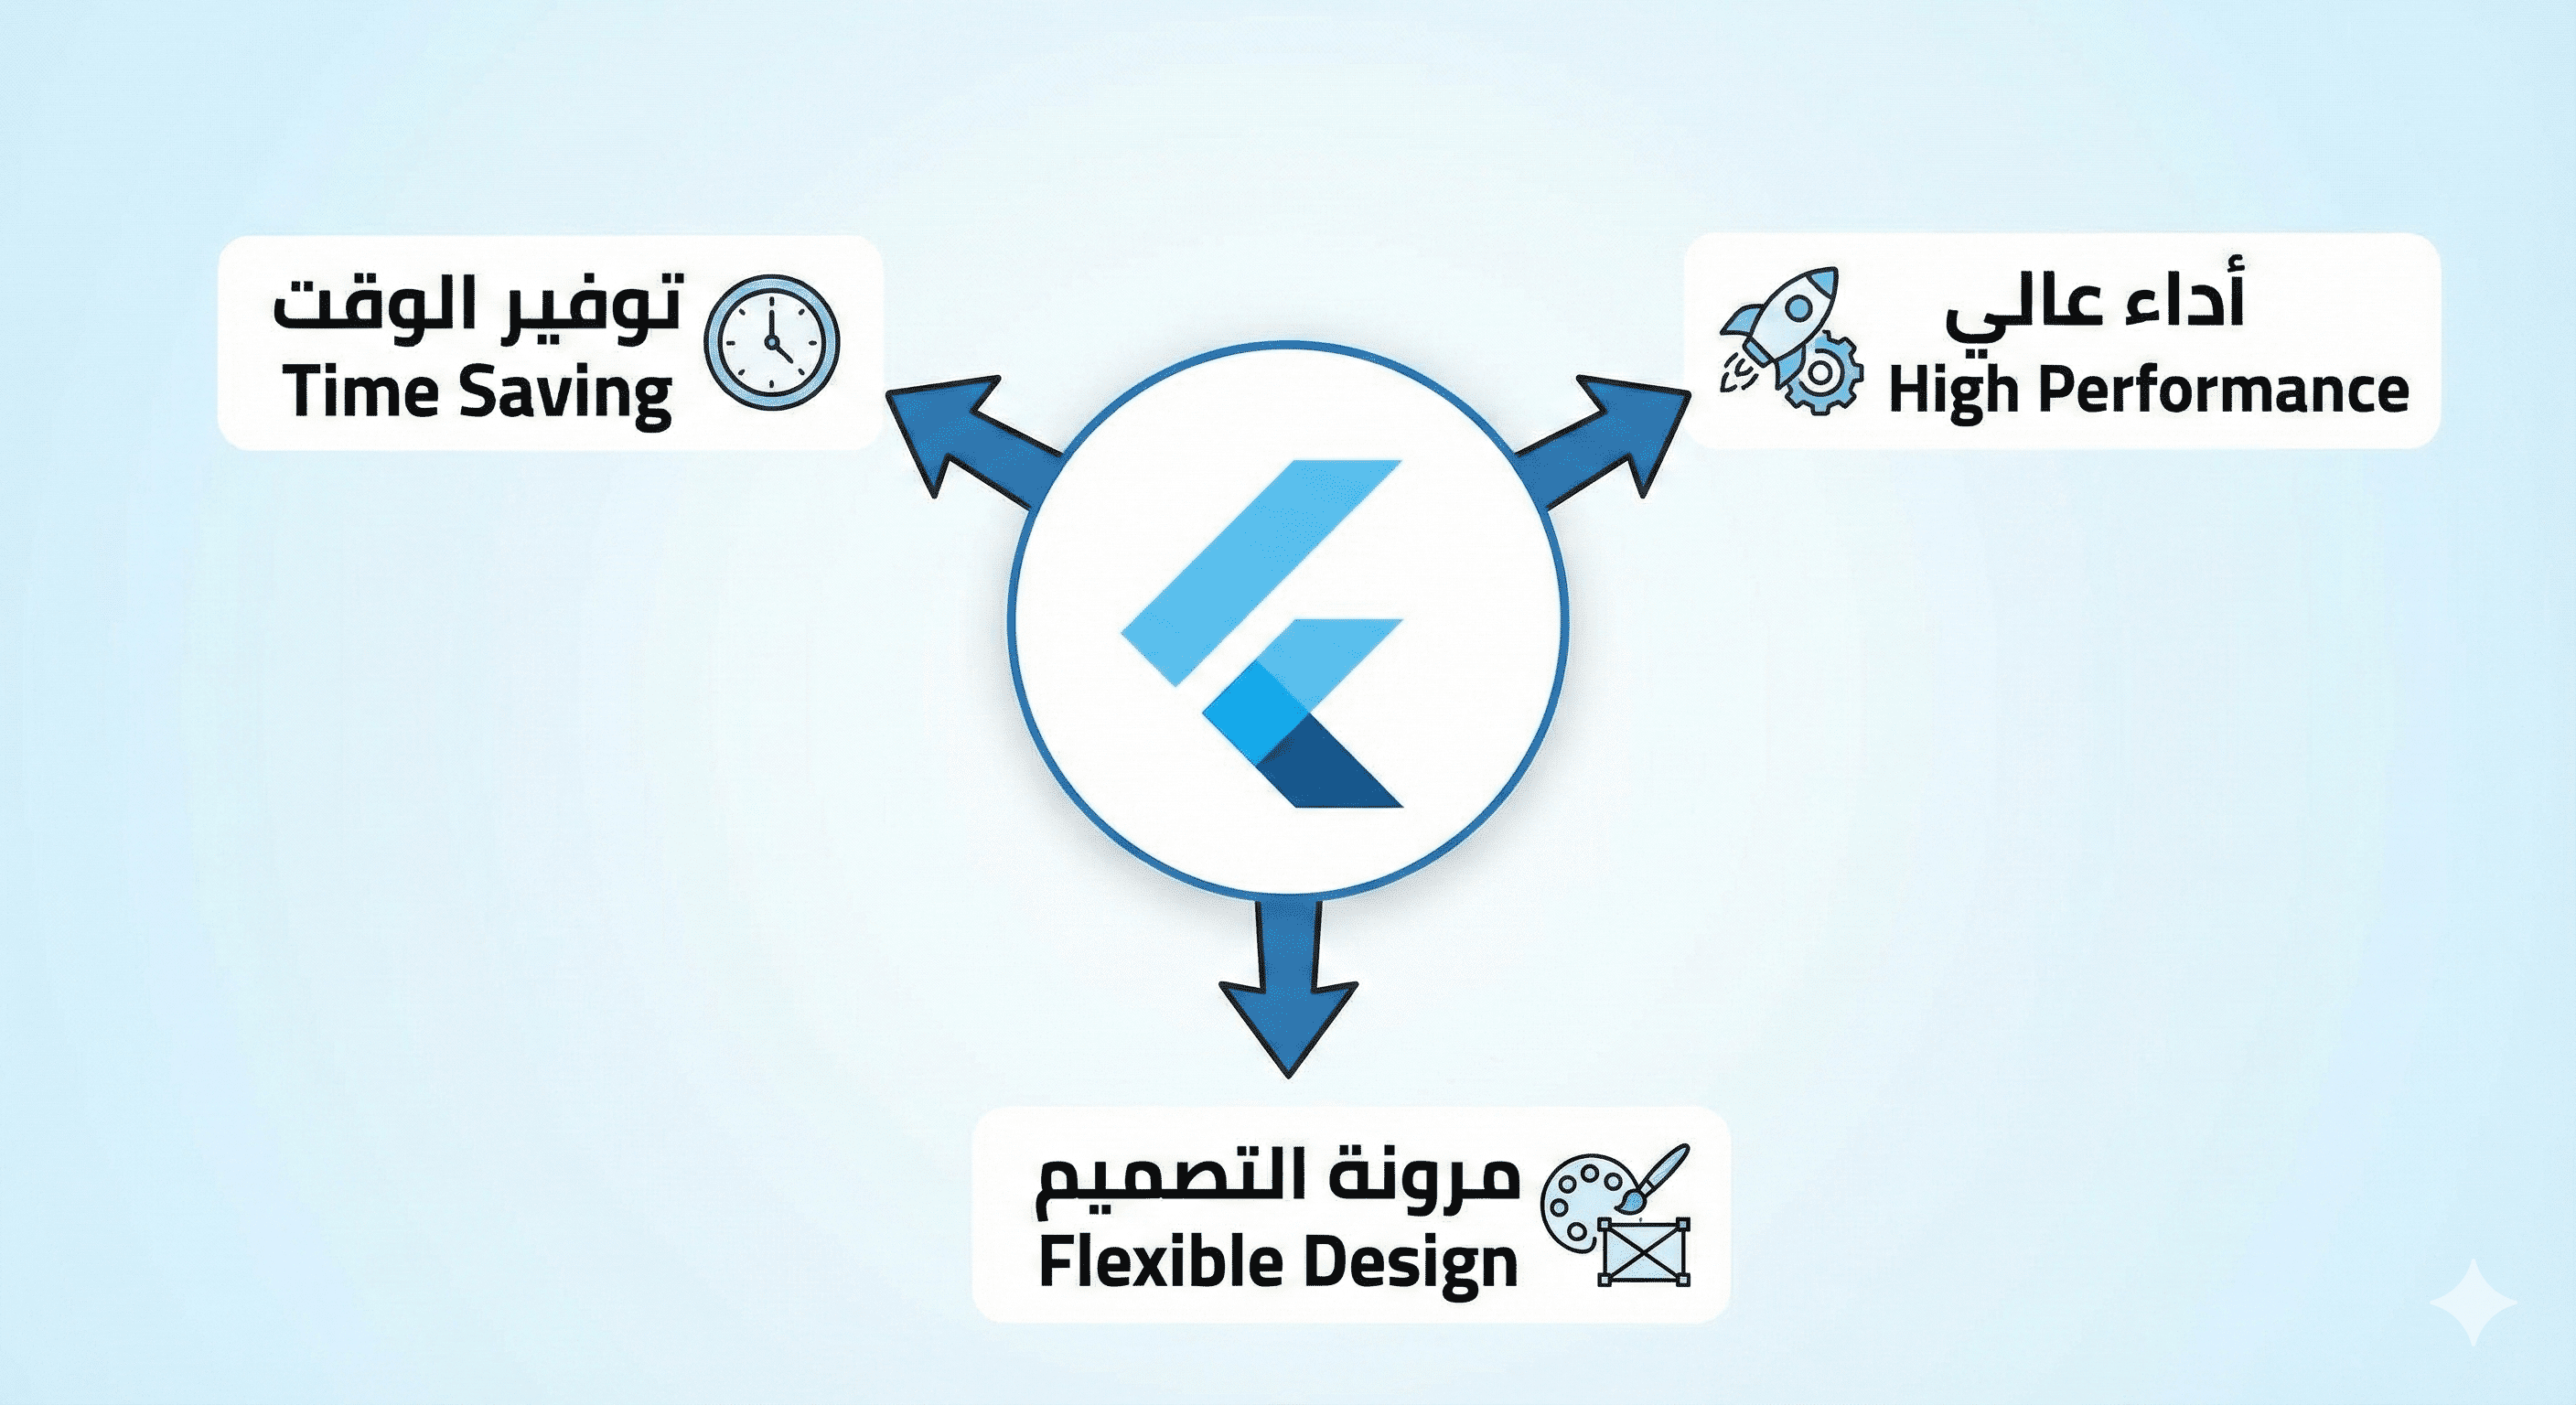 توفير الوقت
Time Saving
أداء عالي
High Performance
مرونة التصميم
Flexible Design